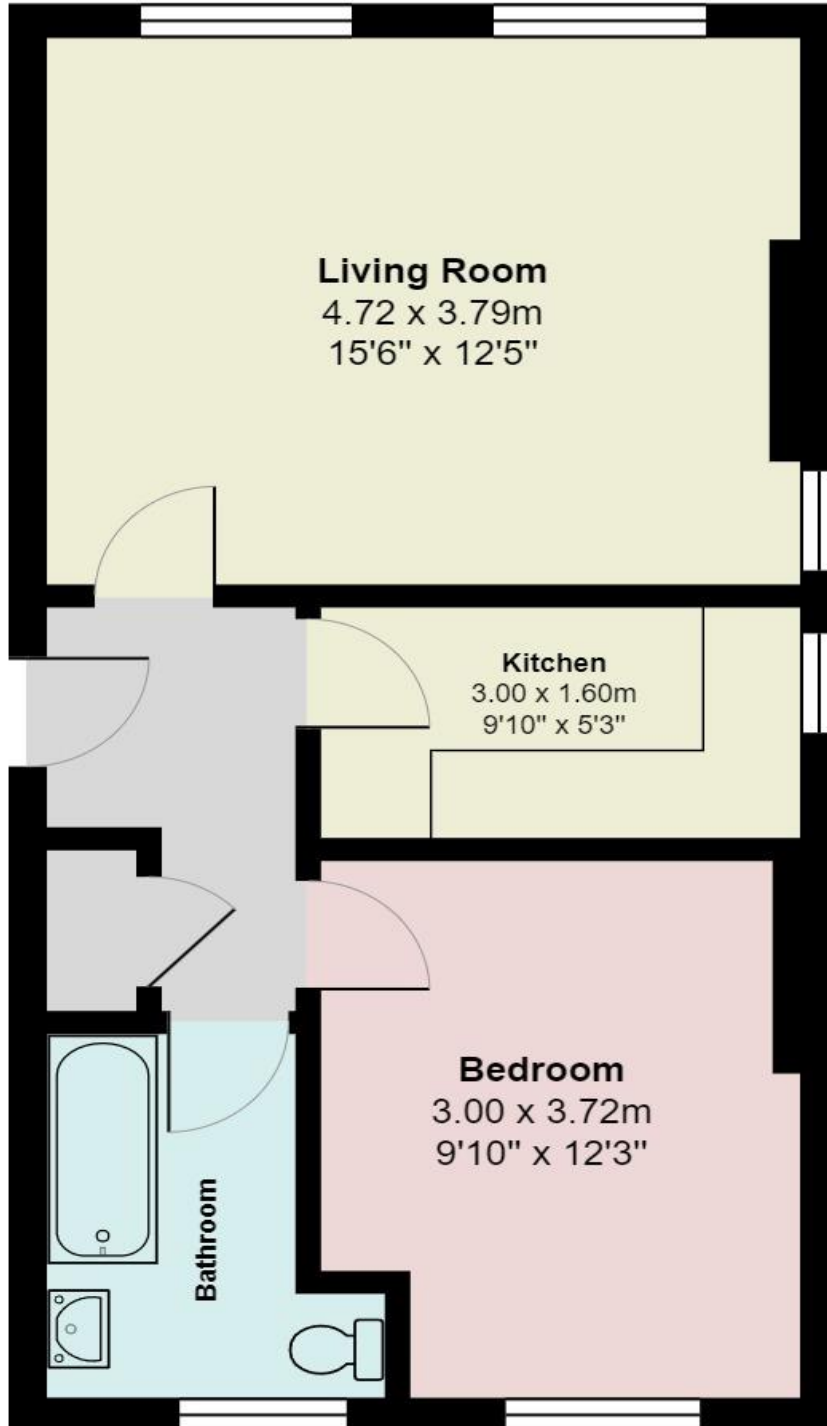 Living Room
4.72 x 3.79m
15'6" x 12'5"
Kitchen
3.00 x 1.60m
9'10" x 5'3"
Bedroom
3.00 x 3.72m
9'10" x 12'3"
Bathroom